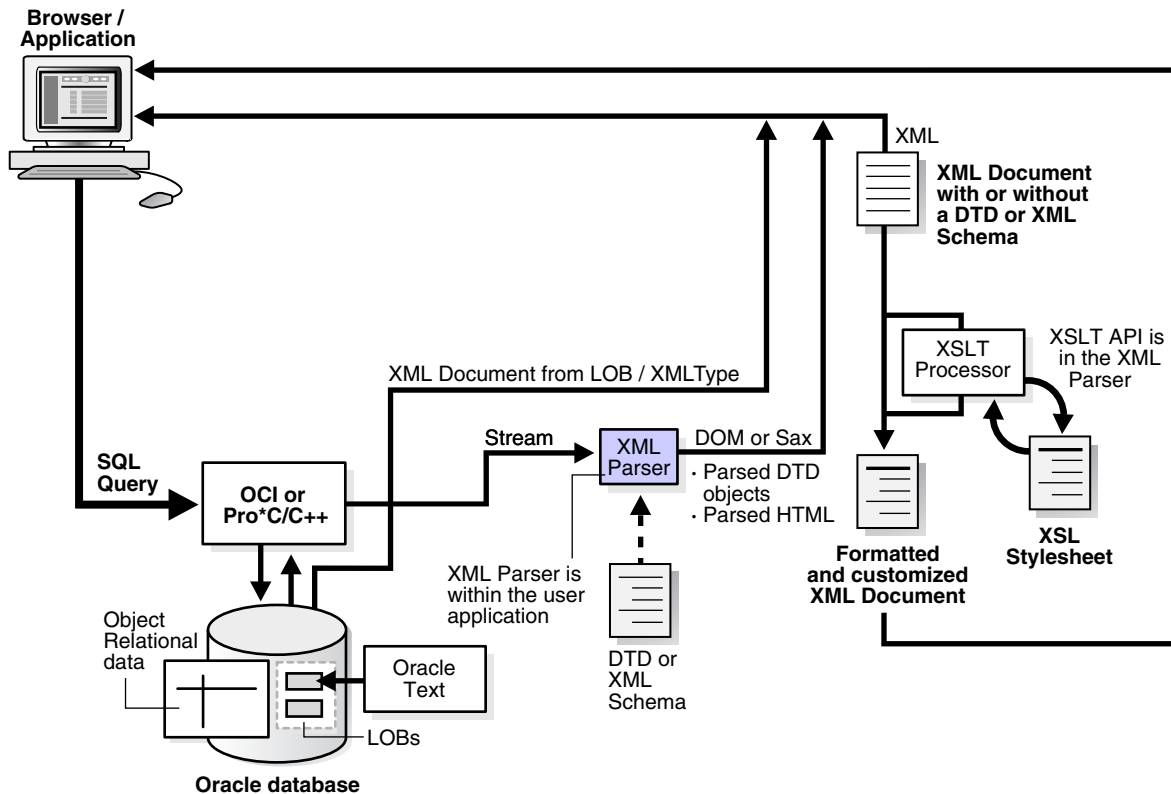 Browser /
Application
XML
XML Document
with or without
a DTD or XML
Schema
XSLT
Processor
XSLT API is
in the XML
Parser
XML Document from LOB / XMLType
Stream
XML
Parser
DOM or Sax
· Parsed DTD
objects
· Parsed HTML
SQL
Query
OCI or
Pro*C/C++
XSL
Stylesheet
Formatted
and customized
XML Document
XML Parser is
within the user
application
Object
Relational
data
Oracle
Text
DTD or
XML
Schema
LOBs
Oracle database